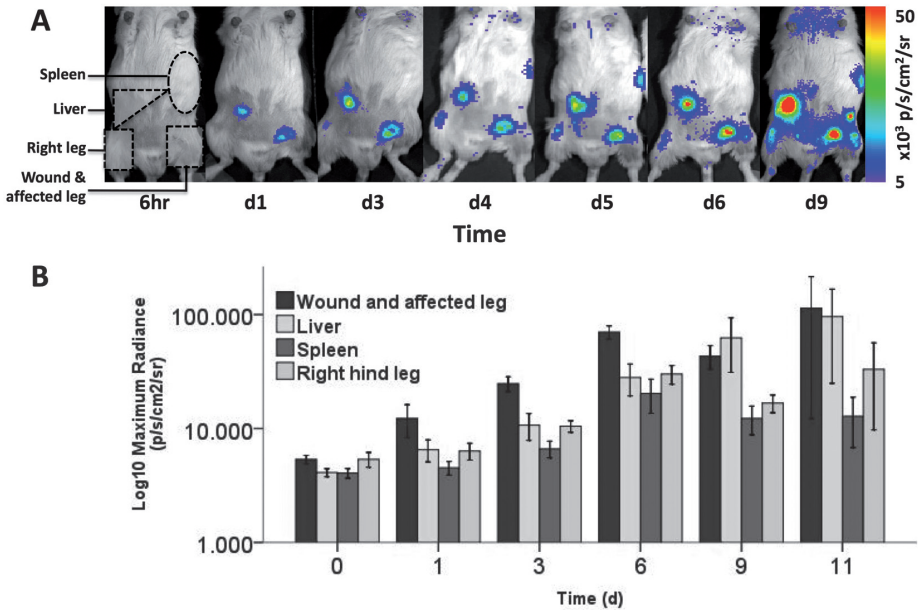 A
Spleen
Liver
Right leg
Wound &
affected leg
6hr
d1
d3
d4
d5
d6
d9
Time
50
x10³ p/s/cm²/sr
5
B
Wound and affected leg
Liver
Spleen
Right hind leg
Log10 Maximum Radiance
(p/s/cm2/sr)
100.000
10.000
1.000
0
1
3
6
9
11
Time (d)